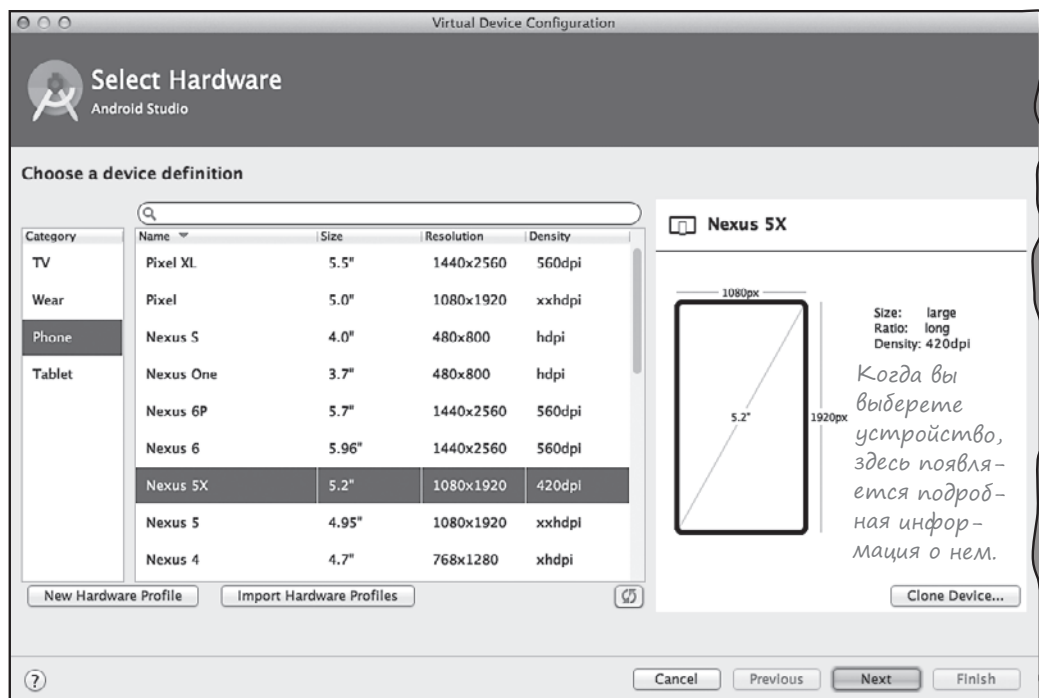 Virtual Device Configuration
Select Hardware
Android Studio
Choose a device definition
Category
Name Size Resolution Density
TV
Wear
Phone
Tablet
Pixel XL 5.5" 1440x2560 560dpi
Pixel 5.0" 1080x1920 xxhdpi
Nexus S 4.0" 480x800 hdpi
Nexus One 3.7" 480x800 hdpi
Nexus 6P 5.7" 1440x2560 560dpi
Nexus 6 5.96" 1440x2560 560dpi
Nexus 5X 5.2" 1080x1920 420dpi
Nexus 5 4.95" 1080x1920 xxhdpi
Nexus 4 4.7" 768x1280 xhdpi
New Hardware Profile
Import Hardware Profiles
Nexus 5X
1080px
5.2"
1920px
Size: large
Ratio: long
Density: 420dpi
Когда вы
выберете
устройство,
здесь появля-
ется подроб-
ная инфор-
мация о нем.
Clone Device...
?
Cancel
Previous
Next
Finish